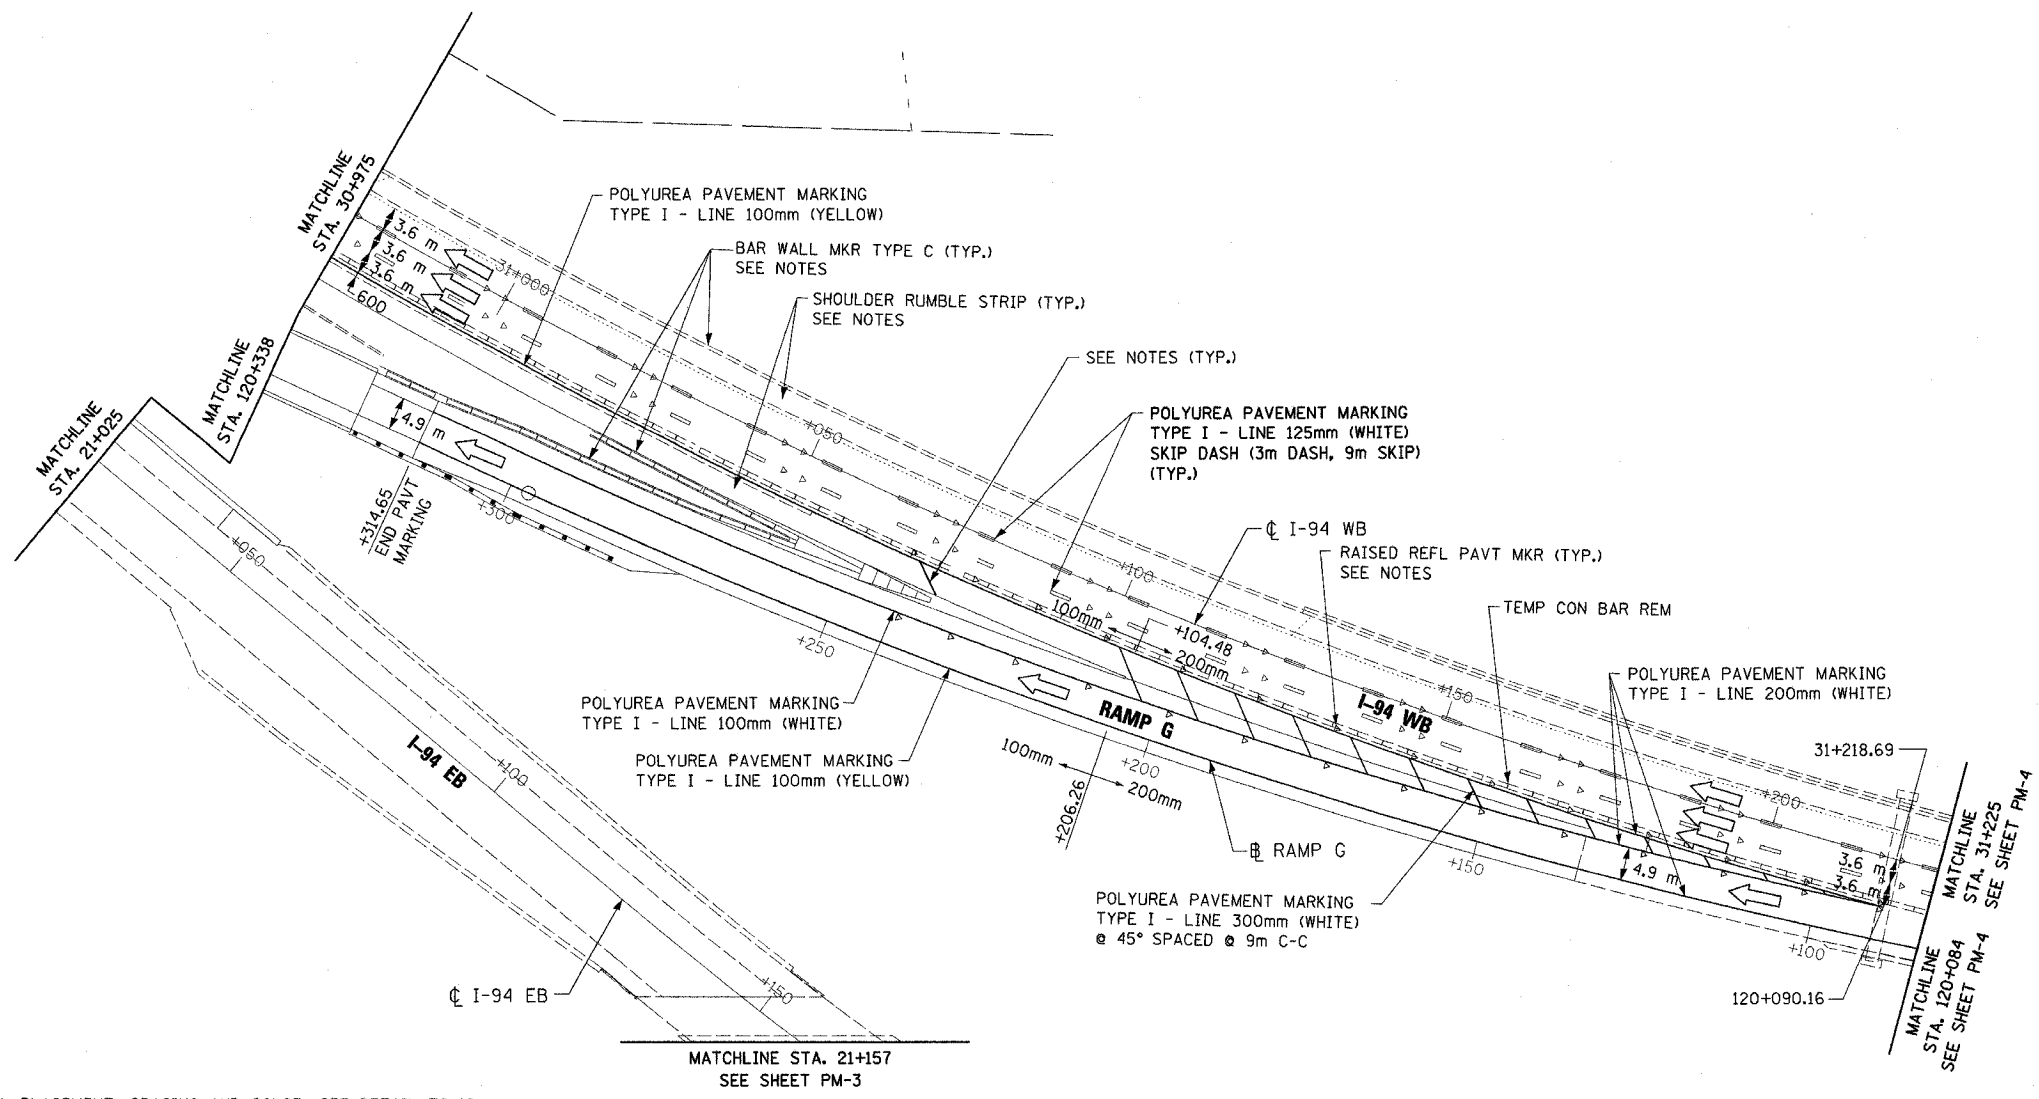 MATCHLINE
STA. 30+975
POLYUREA PAVEMENT MARKING
TYPE I - LINE 100mm (YELLOW)
BAR WALL MKR TYPE C (TYP.)
SEE NOTES
SHOULDER RUMBLE STRIP (TYP.)
SEE NOTES
SEE NOTES (TYP.)
POLYUREA PAVEMENT MARKING
TYPE I - LINE 125mm (WHITE)
SKIP DASH (3m DASH, 9m SKIP)
(TYP.)
℄ I-94 WB
RAISED REFL PAVT MKR (TYP.)
SEE NOTES
TEMP CON BAR REM
POLYUREA PAVEMENT MARKING
TYPE I - LINE 200mm (WHITE)
31+218.69
3.6 m
3.6 m
3.6 m
600
31+000
+050
+100
+150
+200
MATCHLINE
STA. 120+338
MATCHLINE
STA. 21+025
4.9 m
+314.65
END PAVT
MARKING
+300
+250
100mm
200mm
+104.48
I-94 WB
RAMP G
100mm
200mm
+200
+206.26
+150
4.9 m
3.6 m
3.6 m
+100
POLYUREA PAVEMENT MARKING
TYPE I - LINE 100mm (WHITE)
POLYUREA PAVEMENT MARKING
TYPE I - LINE 100mm (YELLOW)
B RAMP G
POLYUREA PAVEMENT MARKING
TYPE I - LINE 300mm (WHITE)
@ 45° SPACED @ 9m C-C
120+090.16
MATCHLINE
STA. 31+225
SEE SHEET PM-4
MATCHLINE
STA. 120+084
SEE SHEET PM-4
+050
I-94 EB
+100
+150
℄ I-94 EB
MATCHLINE STA. 21+157
SEE SHEET PM-3